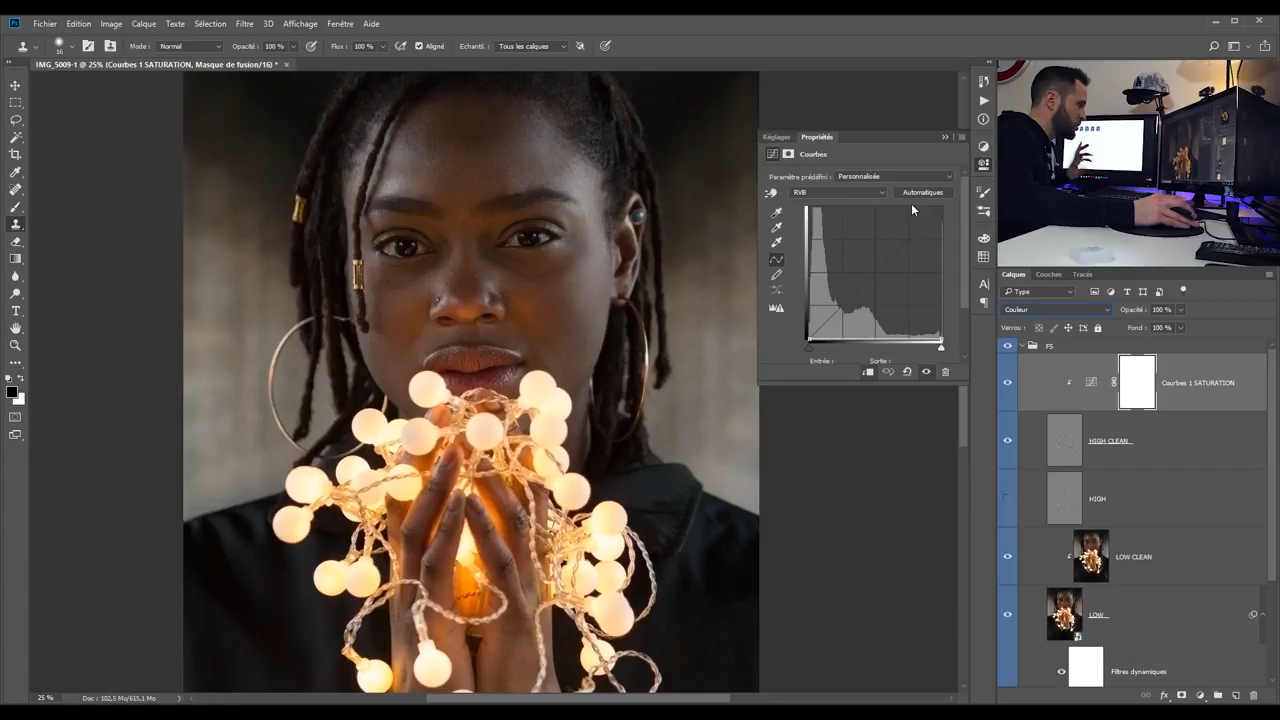 Ps Fichier Edition Image Calque Texte Sélection Filtre 3D Affichage Fenêtre Aide
16 Mode : Normal Opacité : 100 % Flux : 100 % Aligné Echantil. : Tous les calques
IMG_5009-1 @ 25% (Courbes 1 SATURATION, Masque de fusion/16) * ×
Réglages Propriétés
Courbes
Paramètre prédéfini : Personnalisée
RVB Automatiques
Entrée : Sortie :
Calques Couches Tracés
Type
Couleur Opacité : 100 %
Verrou : Fond : 100 %
FS
Courbes 1 SATURATION
HIGH CLEAN
HIGH
LOW CLEAN
LOW
Filtres dynamiques
25 % Doc : 102,5 Mo/615,1 Mo